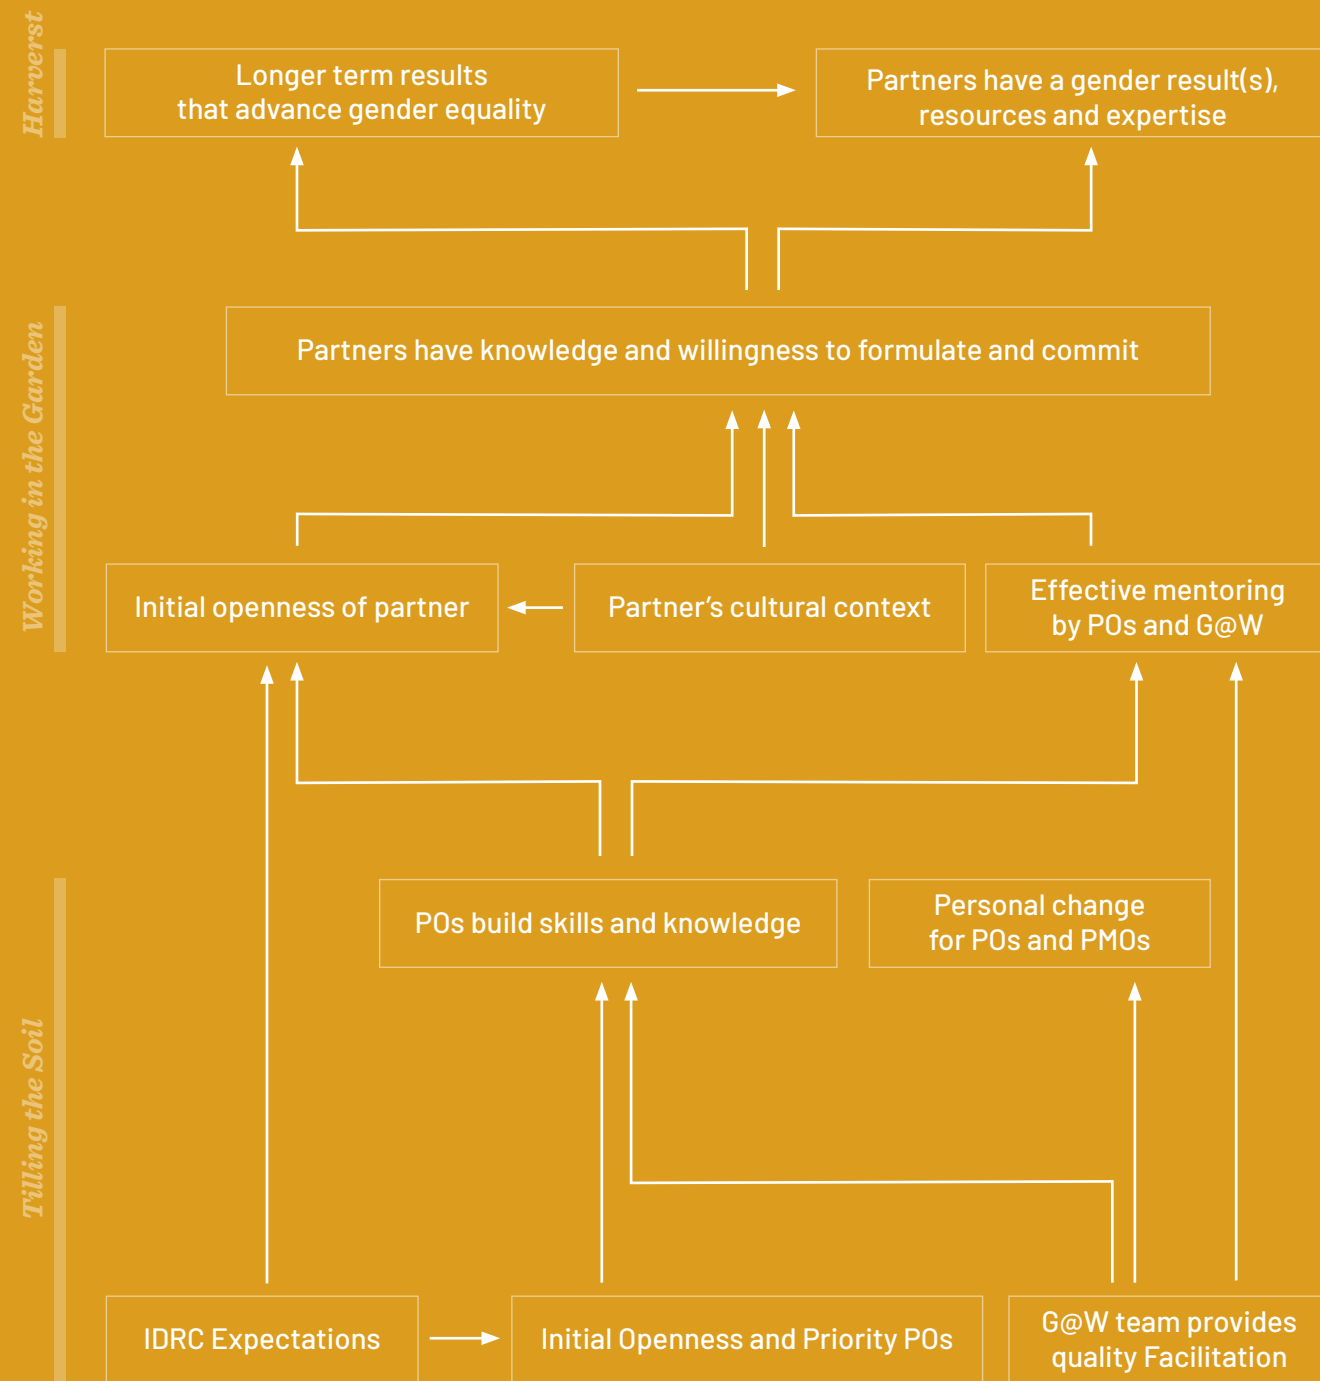 Harverst
Longer term results
that advance gender equality
Partners have a gender result(s),
resources and expertise
Working in the Garden
Partners have knowledge and willingness to formulate and commit
Initial openness of partner
Partner's cultural context
Effective mentoring
by POs and G@W
Tilling the Soil
POs build skills and knowledge
Personal change
for POs and PMOs
IDRC Expectations
Initial Openness and Priority POs
G@W team provides
quality Facilitation